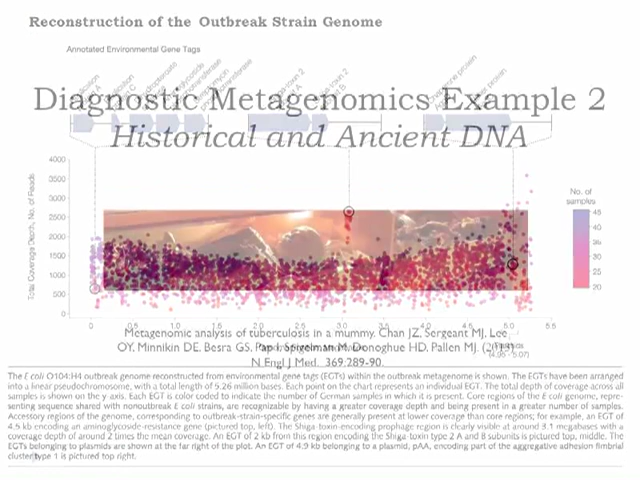 Reconstruction of the Outbreak Strain Genome
Annotated Environmental Gene Tags
Diagnostic Metagenomics Example 2
Historical and Ancient DNA
Total Coverage Depth, No. of Reads
4000
3500
3000
2500
2000
1500
1000
500
0
0 0.5 1.0 1.5 2.0 2.5 3.0 3.5 4.0 4.5 5.0 5.5
No. of
samples
45
40
36
30
25
20
Metagenomic analysis of tuberculosis in a mummy. Chan JZ, Sergeant MJ, Lee
OY, Minnikin DE, Besra GS, Pap I, Spigelman M, Donoghue HD, Pallen MJ.
N Engl J Med. 369:289-90.
The E coli O104:H4 outbreak genome reconstructed from environmental gene tags (EGTs) within the outbreak metagenome is shown. The EGTs have been arranged
into a linear pseudochromosome, with a total length of 5.26 million bases. Each point on the chart represents an individual EGT. The total depth of coverage across all
samples is shown on the y-axis. Each EGT is color coded to indicate the number of German samples in which it is present. Core regions of the E coli genome, repre-
senting sequence shared with nonoutbreak E coli strains, are recognizable by having a greater coverage depth and being present in a greater number of samples.
Accessory regions of the genome, corresponding to outbreak-strain-specific genes are generally present at lower coverage than core regions; for example, an EGT of
4.5 kb encoding an aminoglycoside-resistance gene (pictured top, left). The Shiga-toxin-encoding prophage region is clearly visible at around 3.1 megabases with a
coverage depth of around 2 times the mean coverage. An EGT of 2 kb from this region encoding the Shiga-toxin type 2 A and B subunits is pictured top, middle. The
EGTs belonging to plasmids are shown at the far right of the plot. An EGT of 4.9 kb belonging to a plasmid, pAA, encoding part of the aggregative adhesion fimbrial
cluster type 1 is pictured top right.